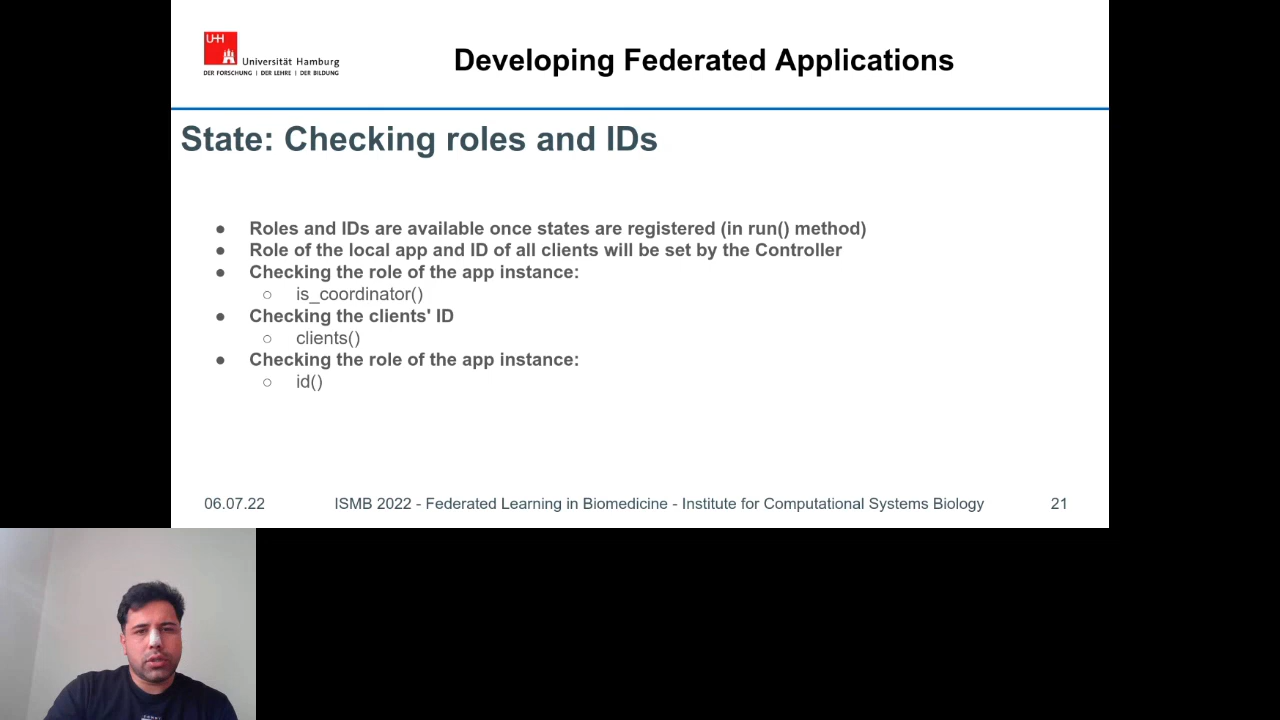 UHH
Universität Hamburg
DER FORSCHUNG | DER LEHRE | DER BILDUNG
Developing Federated Applications
State: Checking roles and IDs
● Roles and IDs are available once states are registered (in run() method)
● Role of the local app and ID of all clients will be set by the Controller
● Checking the role of the app instance:
○ is_coordinator()
● Checking the clients' ID
○ clients()
● Checking the role of the app instance:
○ id()
06.07.22
ISMB 2022 - Federated Learning in Biomedicine - Institute for Computational Systems Biology
21